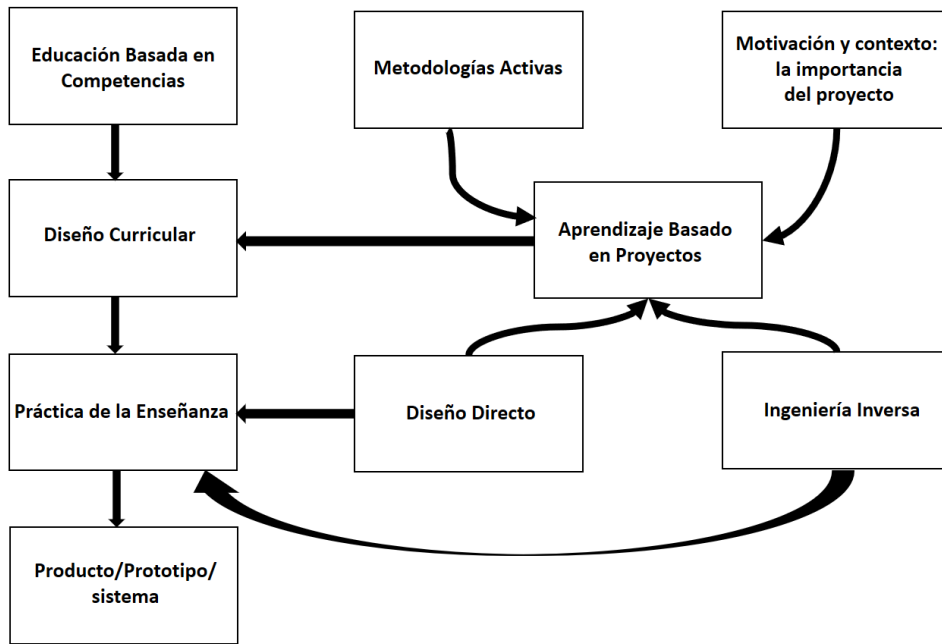 Educación Basada en
Competencias
Metodologías Activas
Motivación y contexto:
la importancia
del proyecto
Diseño Curricular
Aprendizaje Basado
en Proyectos
Práctica de la Enseñanza
Diseño Directo
Ingeniería Inversa
Producto/Prototipo/
sistema